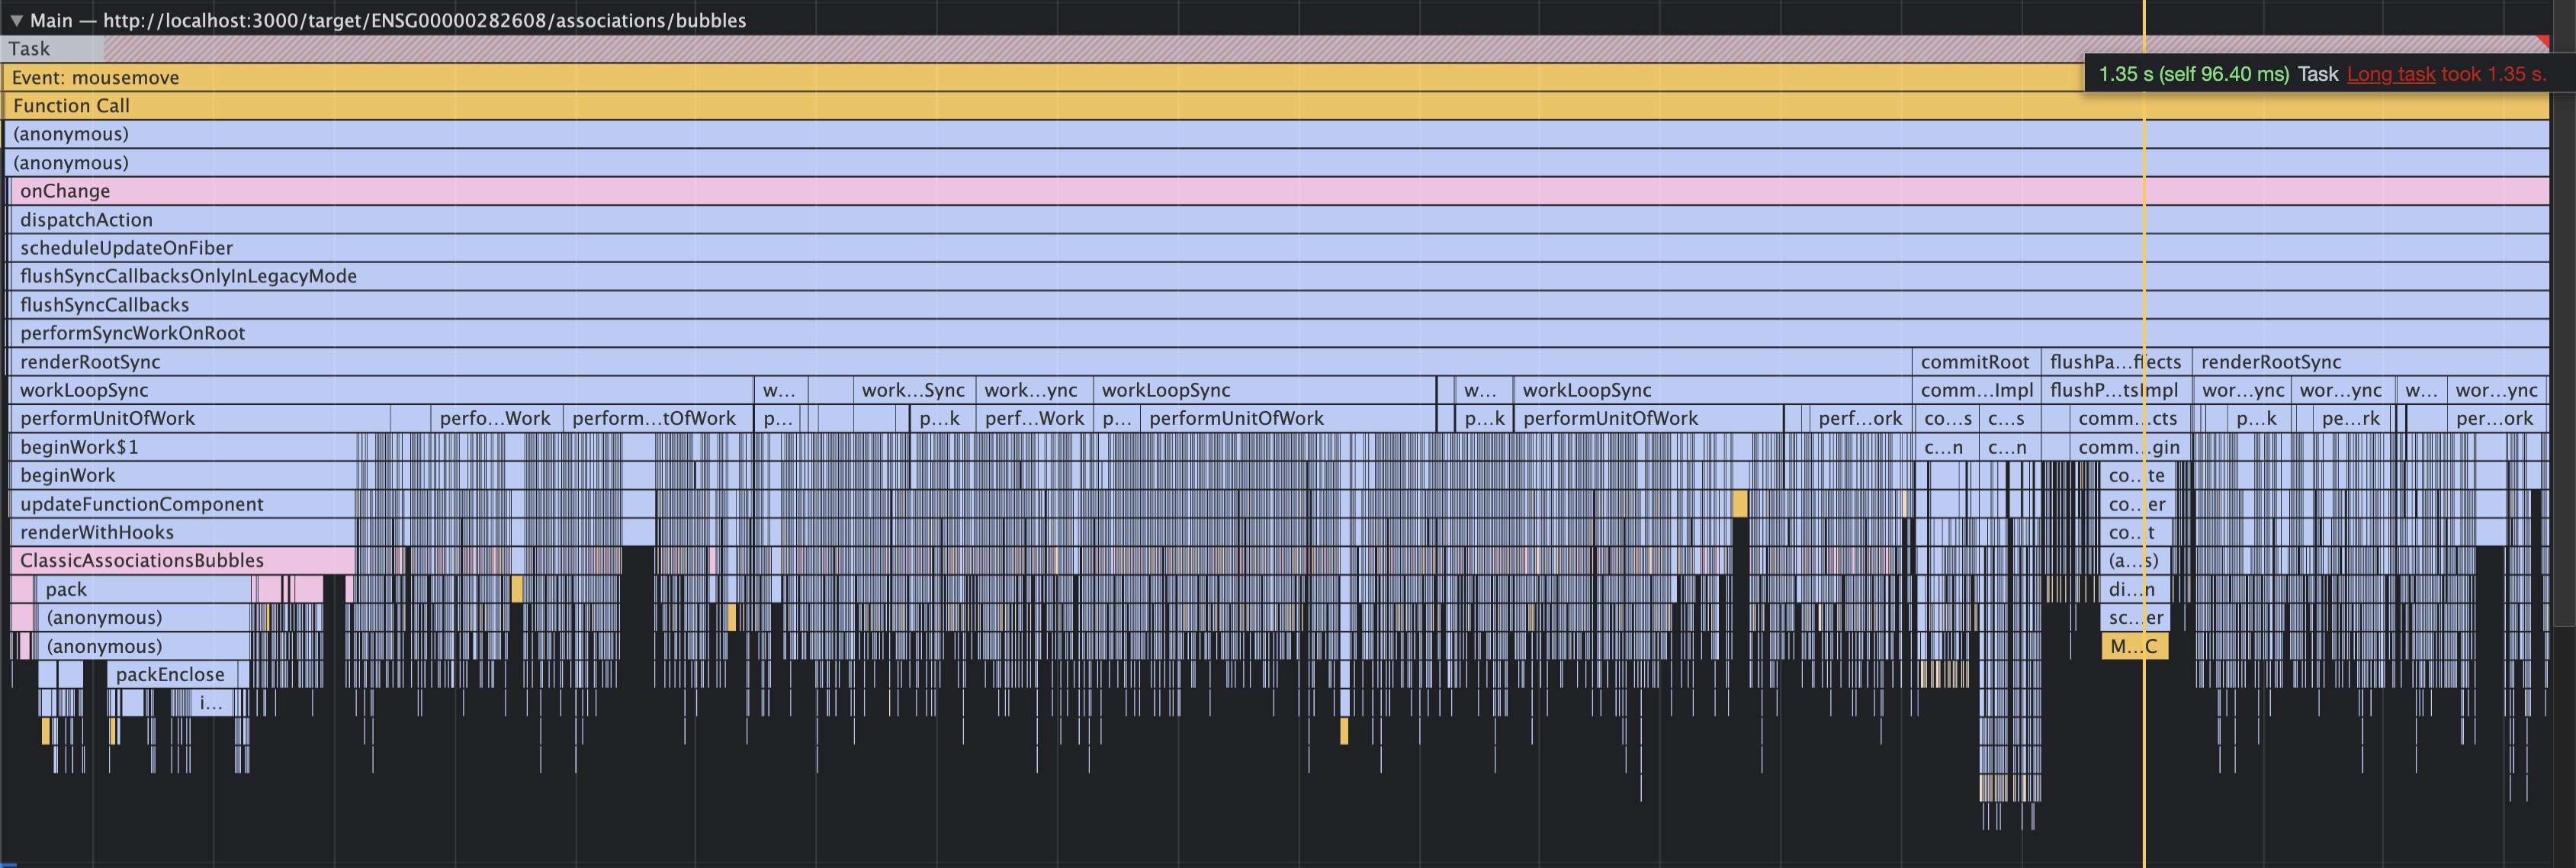 ▼ Main — http://localhost:3000/target/ENSG00000282608/associations/bubbles
Task
1.35 s (self 96.40 ms) Task Long task took 1.35 s.
Event: mousemove
Function Call
(anonymous)
(anonymous)
onChange
dispatchAction
scheduleUpdateOnFiber
flushSyncCallbacksOnlyInLegacyMode
flushSyncCallbacks
performSyncWorkOnRoot
renderRootSync commitRoot flushPa...ffects renderRootSync
workLoopSync w... work...Sync work...ync workLoopSync w... workLoopSync comm...Impl flushP...tsImpl wor...ync wor...ync w... wor...ync
performUnitOfWork perfo...Work perform...tOfWork p... p...k perf...Work p... performUnitOfWork p...k performUnitOfWork perf...ork co...s c...s comm...cts p...k pe...rk per...ork
beginWork$1 c...n c...n comm...gin
beginWork co...te
updateFunctionComponent co...er
renderWithHooks co...t
ClassicAssociationsBubbles (a...s)
pack di...n
(anonymous) sc...er
(anonymous) M...C
packEnclose
i...